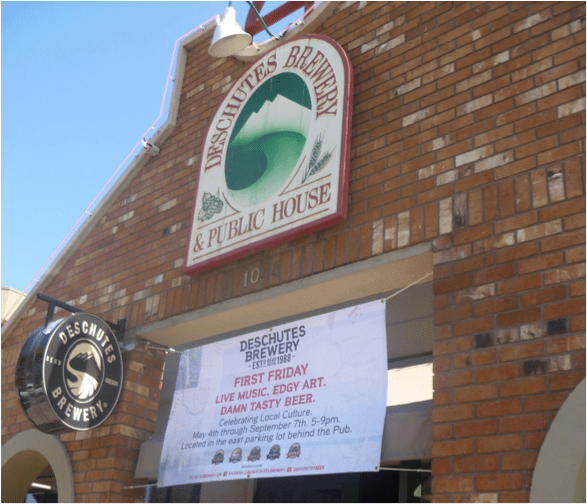 DESCHUTES BREWERY
& PUBLIC HOUSE
10
DESCHUTES
BEND
BREWERY
DESCHUTES
BREWERY
EST 1988
FIRST FRIDAY
LIVE MUSIC. EDGY ART.
DAMN TASTY BEER.
Celebrating Local Culture.
May 4th through September 7th. 5-9pm.
Located in the east parking lot behind the Pub.